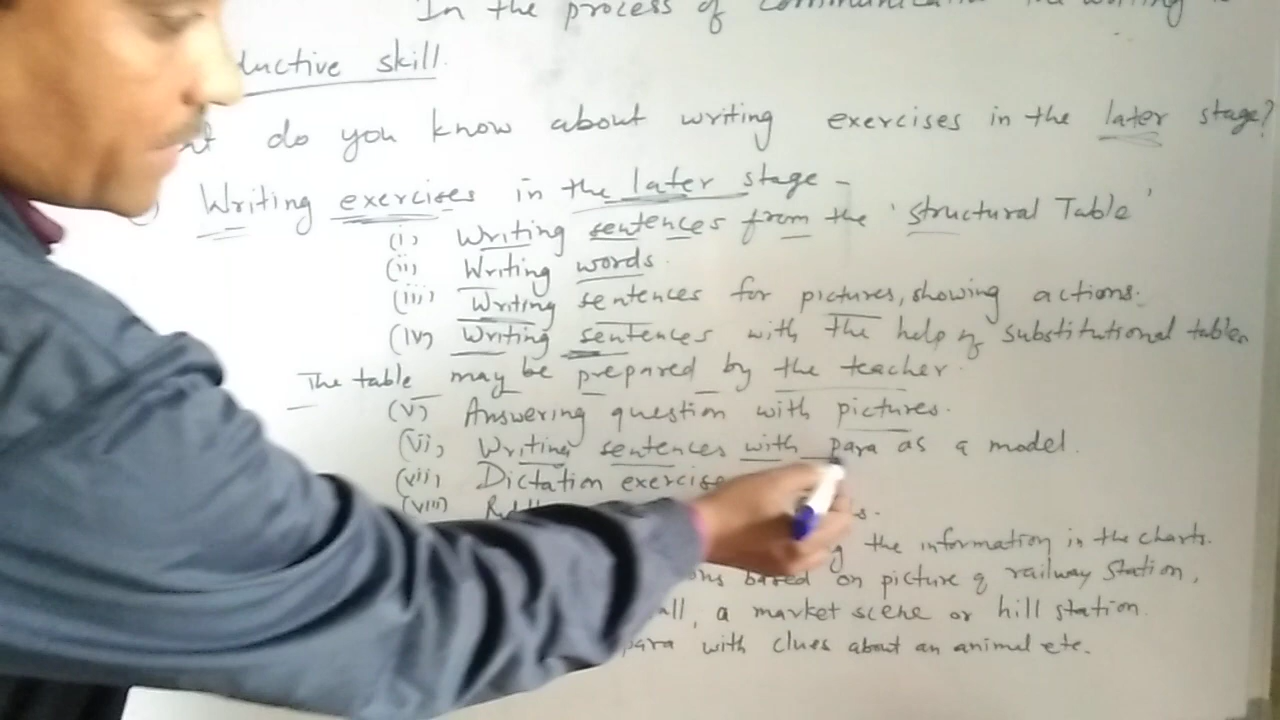 In the process of
ductive skill.
do you know about writing exercises in the later stage?
Writing exercises in the later stage -
(i) Writing sentences from the 'Structural Table'
(ii) Writing words.
(iii) Writing sentences for pictures, showing actions.
(iv) Writing sentences with the help of substitutional tables
The table may be prepared by the teacher.
(v) Answering question with pictures.
(vi) Writing sentences with para as a model.
(vii) Dictation exercise
(viii)
the information in the charts.
based on picture of railway station,
a market scene or hill station.
para with clues about an animal etc.